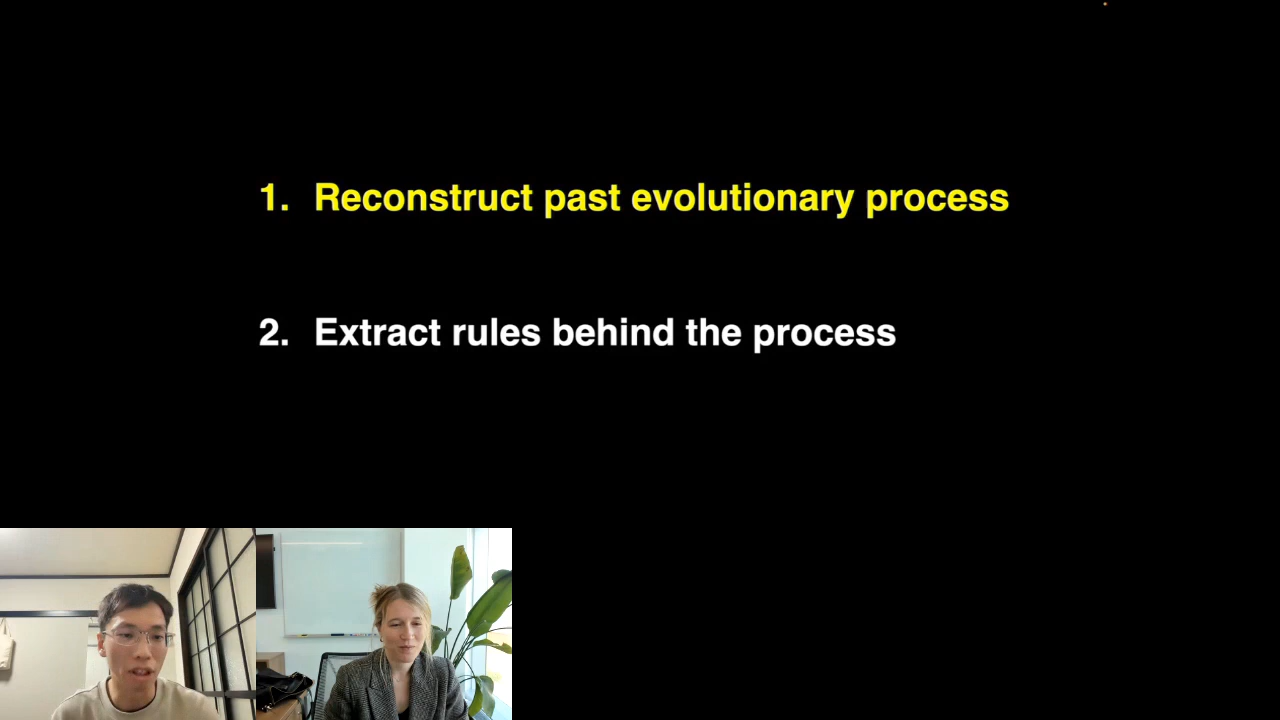 1. Reconstruct past evolutionary process
2. Extract rules behind the process